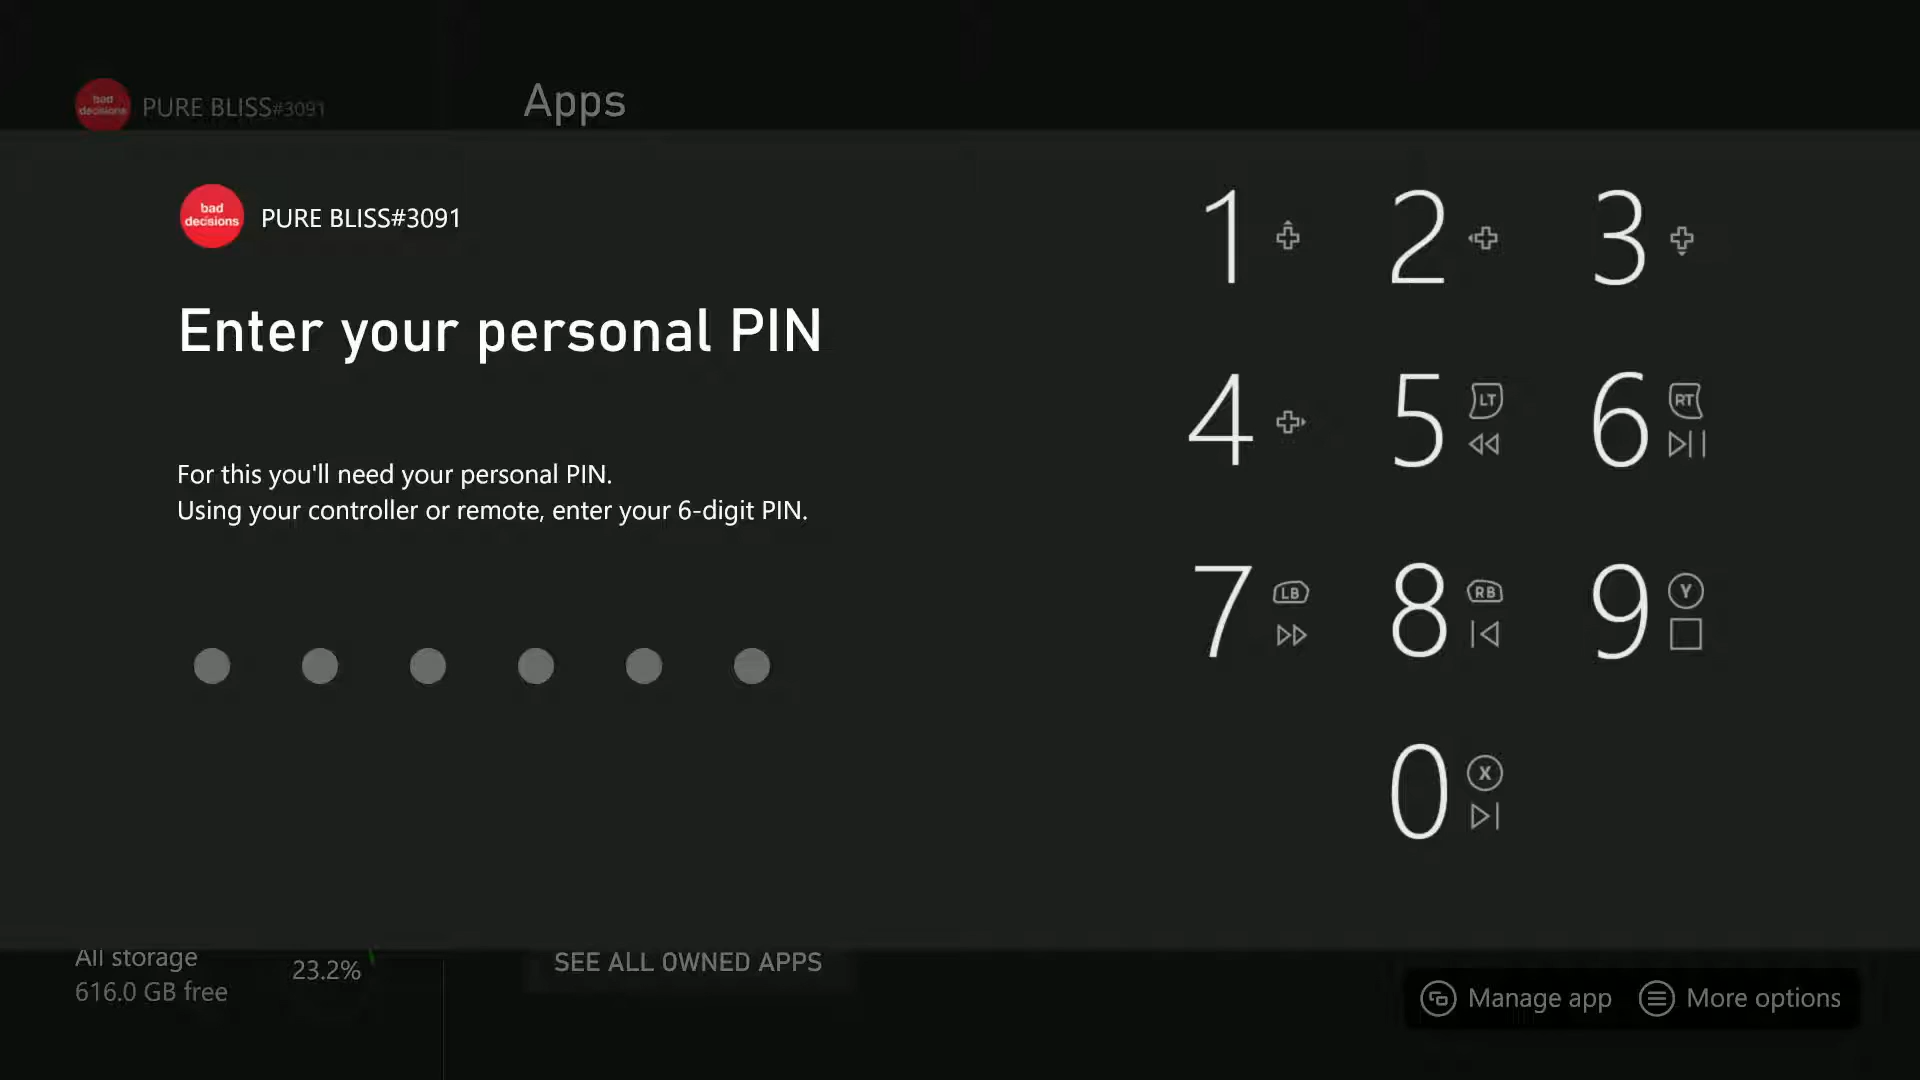 bad
decisions
PURE BLISS#3091
Apps
bad
decisions
PURE BLISS#3091
Enter your personal PIN
For this you'll need your personal PIN.
Using your controller or remote, enter your 6-digit PIN.
1 2 3
4 5 LT 6 RT
7 LB 8 RB 9 Y
0 X
All storage
23.2%
616.0 GB free
SEE ALL OWNED APPS
Manage app
More options